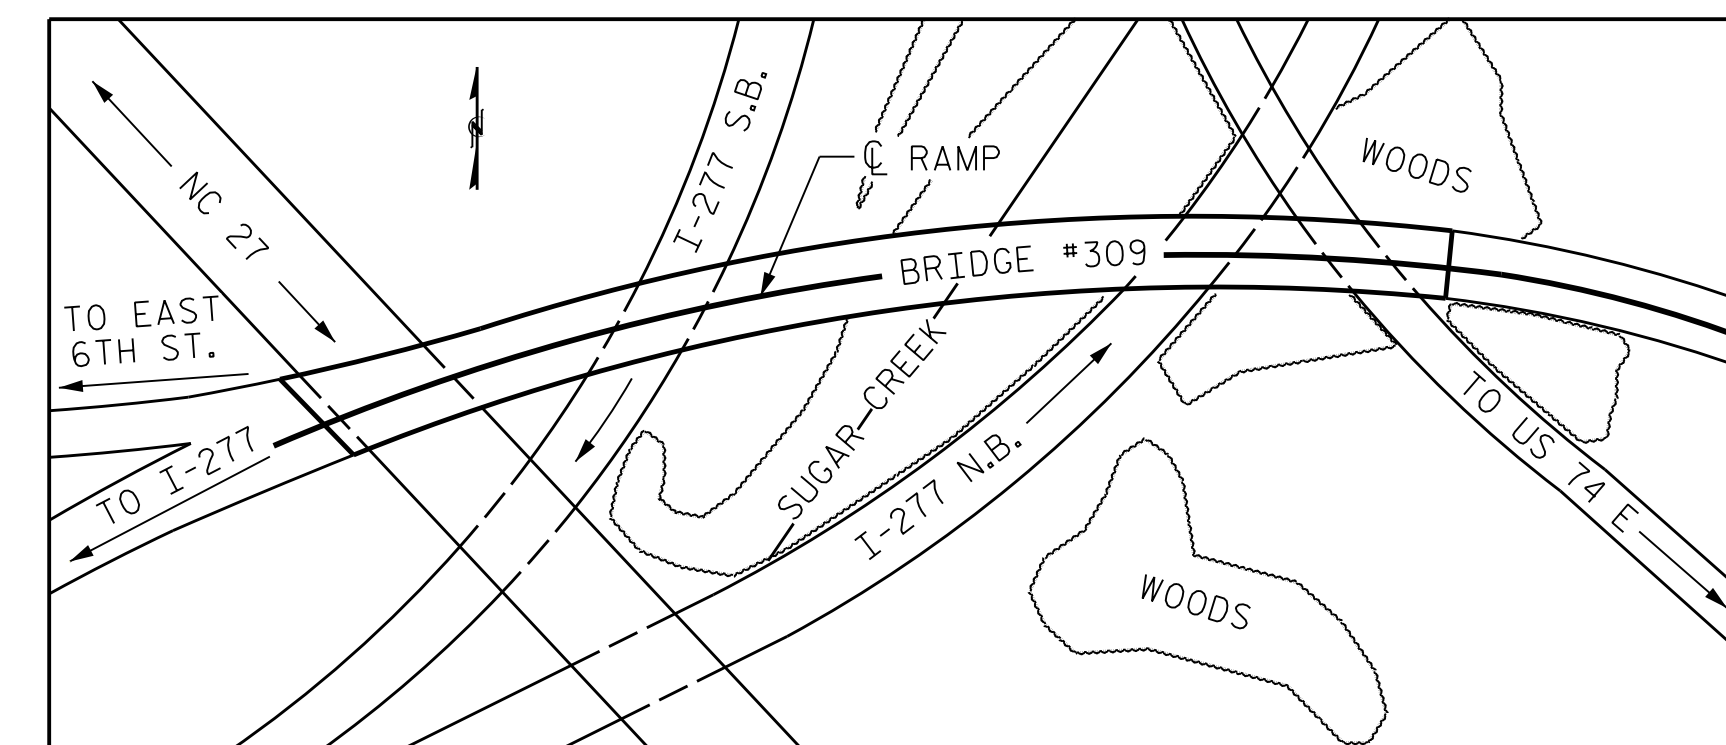 I-277 S.B.
N
℄ RAMP
WOODS
NC 27
BRIDGE #309
TO EAST
6TH ST.
SUGAR CREEK
TO I-277
I-277 N.B.
TO US 74 E
WOODS